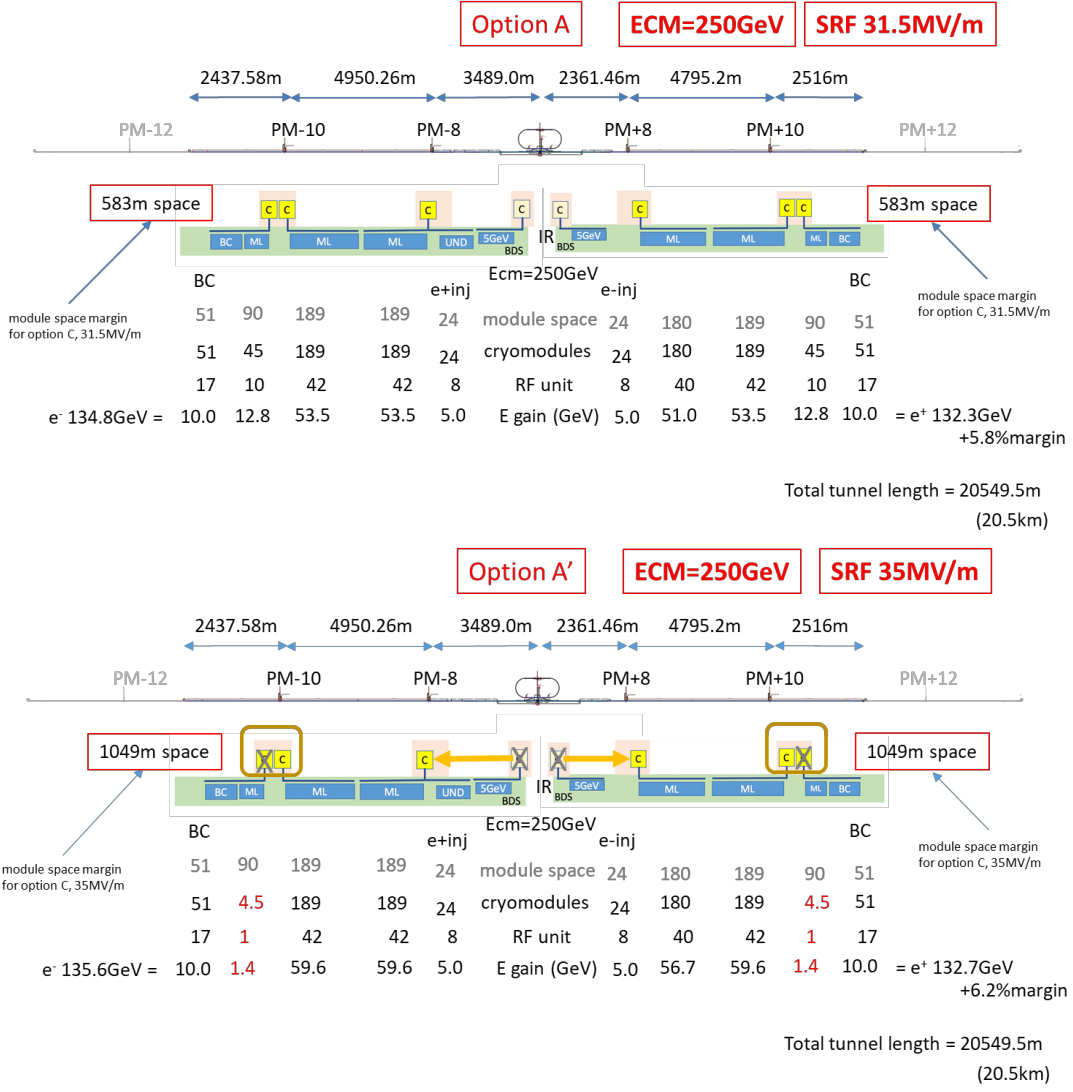 Option A ECM=250GeV SRF 31.5MV/m
2437.58m 4950.26m 3489.0m 2361.46m 4795.2m 2516m
PM-12 PM-10 PM-8 PM+8 PM+10 PM+12
583m space C C C C C C C C 583m space
BC ML ML ML UND 5GeV BDS IR BDS 5GeV ML ML ML BC
Ecm=250GeV
BC e+inj e-inj BC
module space margin
for option C, 31.5MV/m
module space margin
for option C, 31.5MV/m
51 90 189 189 24 module space 24 180 189 90 51
51 45 189 189 24 cryomodules 24 180 189 45 51
17 10 42 42 8 RF unit 8 40 42 10 17
e- 134.8GeV = 10.0 12.8 53.5 53.5 5.0 E gain (GeV) 5.0 51.0 53.5 12.8 10.0 = e+ 132.3GeV
+5.8%margin
Total tunnel length = 20549.5m
(20.5km)
Option A’ ECM=250GeV SRF 35MV/m
2437.58m 4950.26m 3489.0m 2361.46m 4795.2m 2516m
PM-12 PM-10 PM-8 PM+8 PM+10 PM+12
1049m space C C C C C C C C 1049m space
BC ML ML ML UND 5GeV BDS IR BDS 5GeV ML ML ML BC
Ecm=250GeV
BC e+inj e-inj BC
module space margin
for option C, 35MV/m
module space margin
for option C, 35MV/m
51 90 189 189 24 module space 24 180 189 90 51
51 4.5 189 189 24 cryomodules 24 180 189 4.5 51
17 1 42 42 8 RF unit 8 40 42 1 17
e- 135.6GeV = 10.0 1.4 59.6 59.6 5.0 E gain (GeV) 5.0 56.7 59.6 1.4 10.0 = e+ 132.7GeV
+6.2%margin
Total tunnel length = 20549.5m
(20.5km)